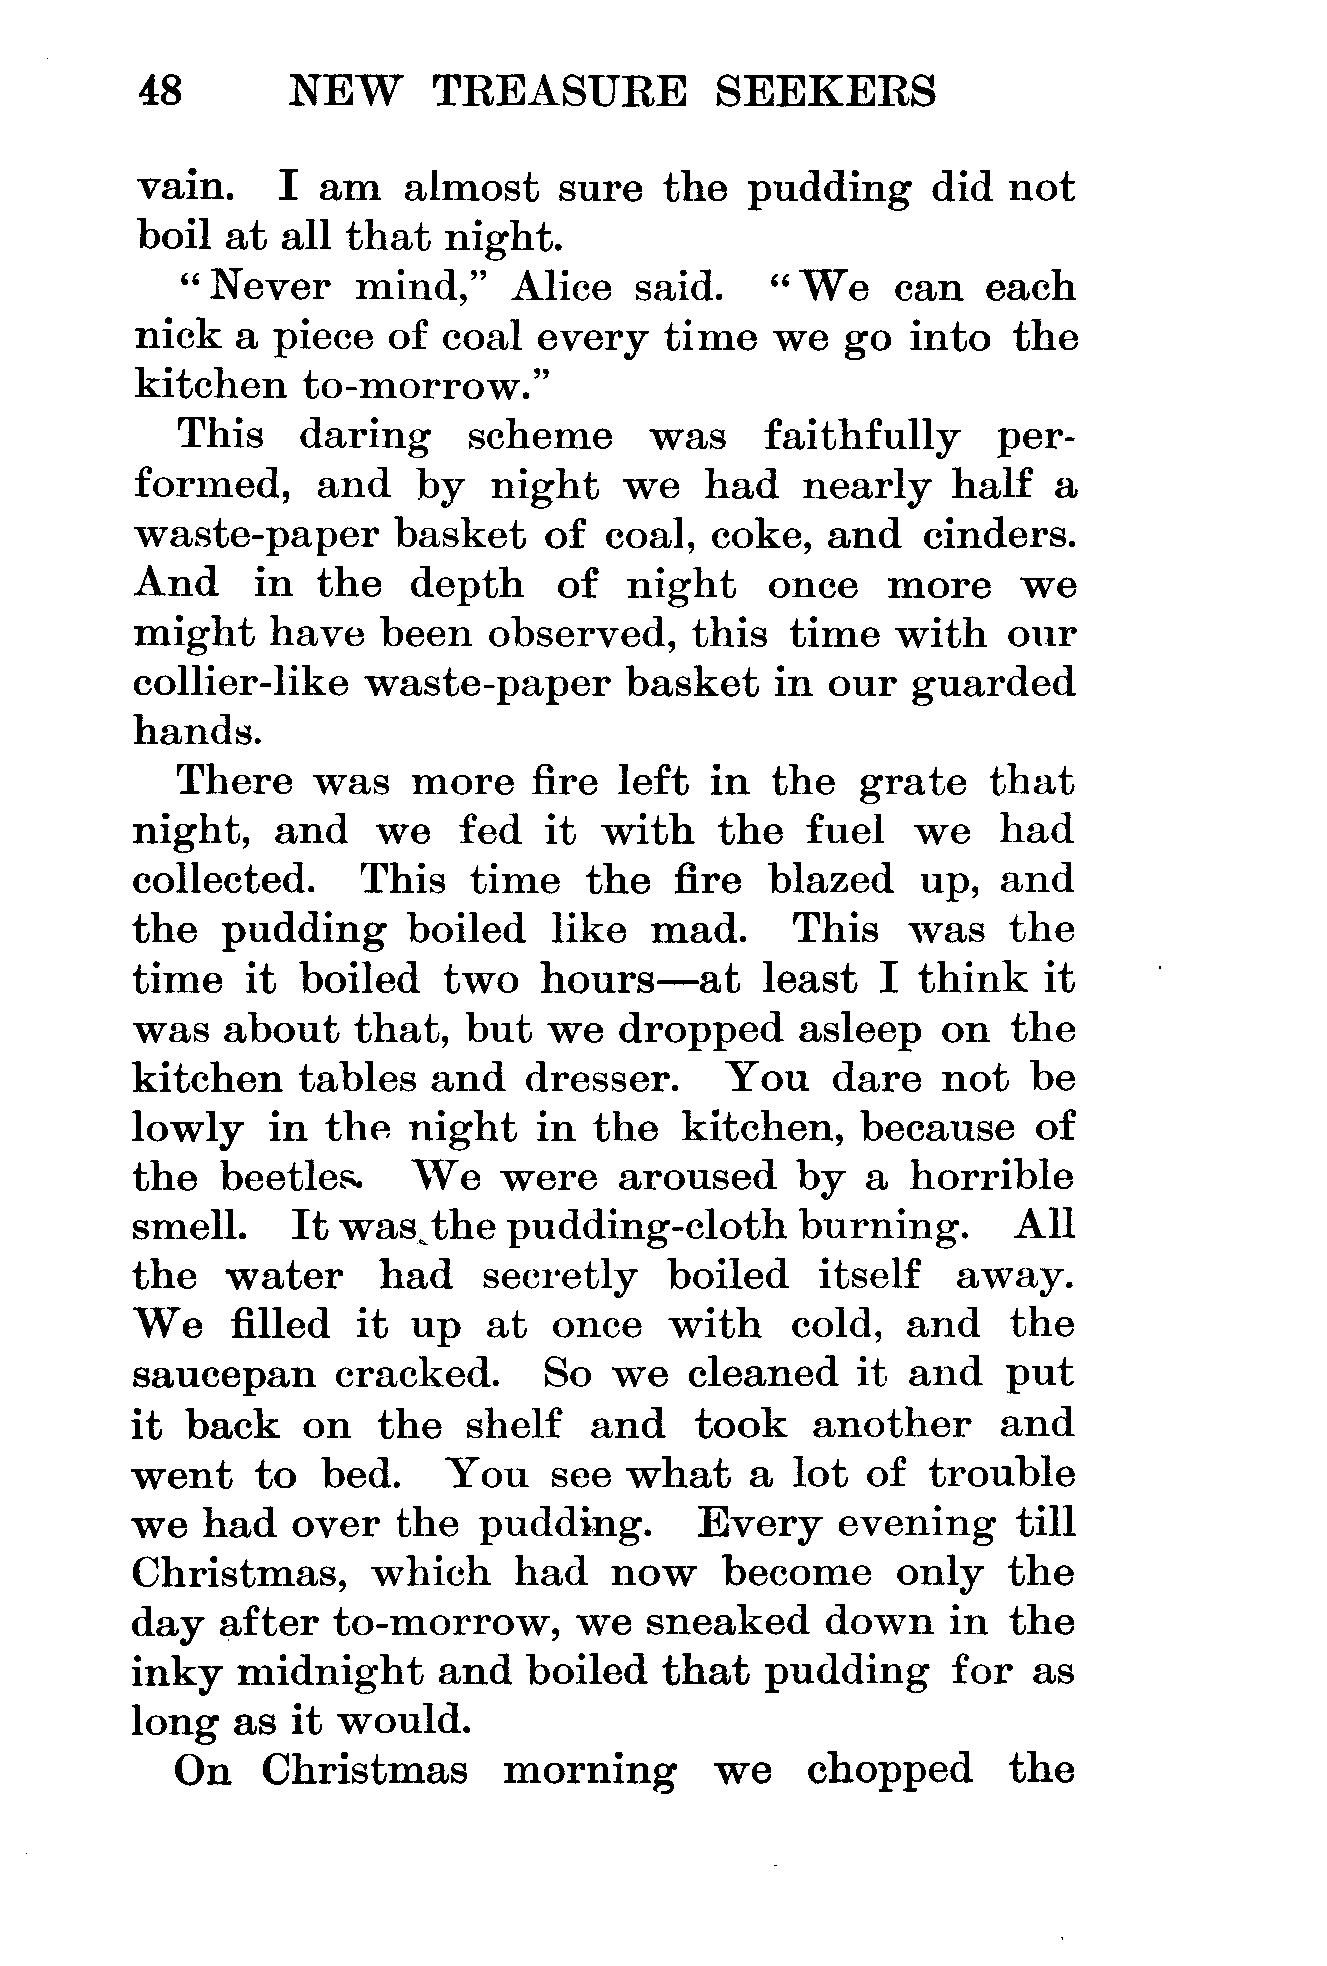 48 NEW TREASURE SEEKERS
vain. I am almost sure the pudding did not
boil at all that night.
"Never mind," Alice said. "We can each
nick a piece of coal every time we go into the
kitchen to-morrow."
This daring scheme was faithfully per-
formed, and by night we had nearly half a
waste-paper basket of coal, coke, and cinders.
And in the depth of night once more we
might have been observed, this time with our
collier-like waste-paper basket in our guarded
hands.
There was more fire left in the grate that
night, and we fed it with the fuel we had
collected. This time the fire blazed up, and
the pudding boiled like mad. This was the
time it boiled two hours—at least I think it
was about that, but we dropped asleep on the
kitchen tables and dresser. You dare not be
lowly in the night in the kitchen, because of
the beetles. We were aroused by a horrible
smell. It was the pudding-cloth burning. All
the water had secretly boiled itself away.
We filled it up at once with cold, and the
saucepan cracked. So we cleaned it and put
it back on the shelf and took another and
went to bed. You see what a lot of trouble
we had over the pudding. Every evening till
Christmas, which had now become only the
day after to-morrow, we sneaked down in the
inky midnight and boiled that pudding for as
long as it would.
On Christmas morning we chopped the